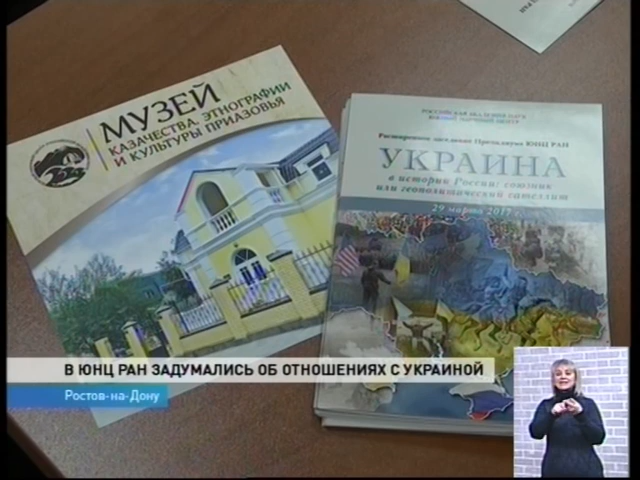 МУЗЕЙ
КАЗАЧЕСТВА, ЭТНОГРАФИИ
И КУЛЬТУРЫ ПРИАЗОВЬЯ
РОССИЙСКАЯ АКАДЕМИЯ НАУК
ЮЖНЫЙ НАУЧНЫЙ ЦЕНТР
Расширенное заседание Президиума ЮНЦ РАН
УКРАИНА
в истории России: союзник
или геополитический сателлит
29 марта 2017 г.
В ЮНЦ РАН ЗАДУМАЛИСЬ ОБ ОТНОШЕНИЯХ С УКРАИНОЙ
Ростов-на-Дону